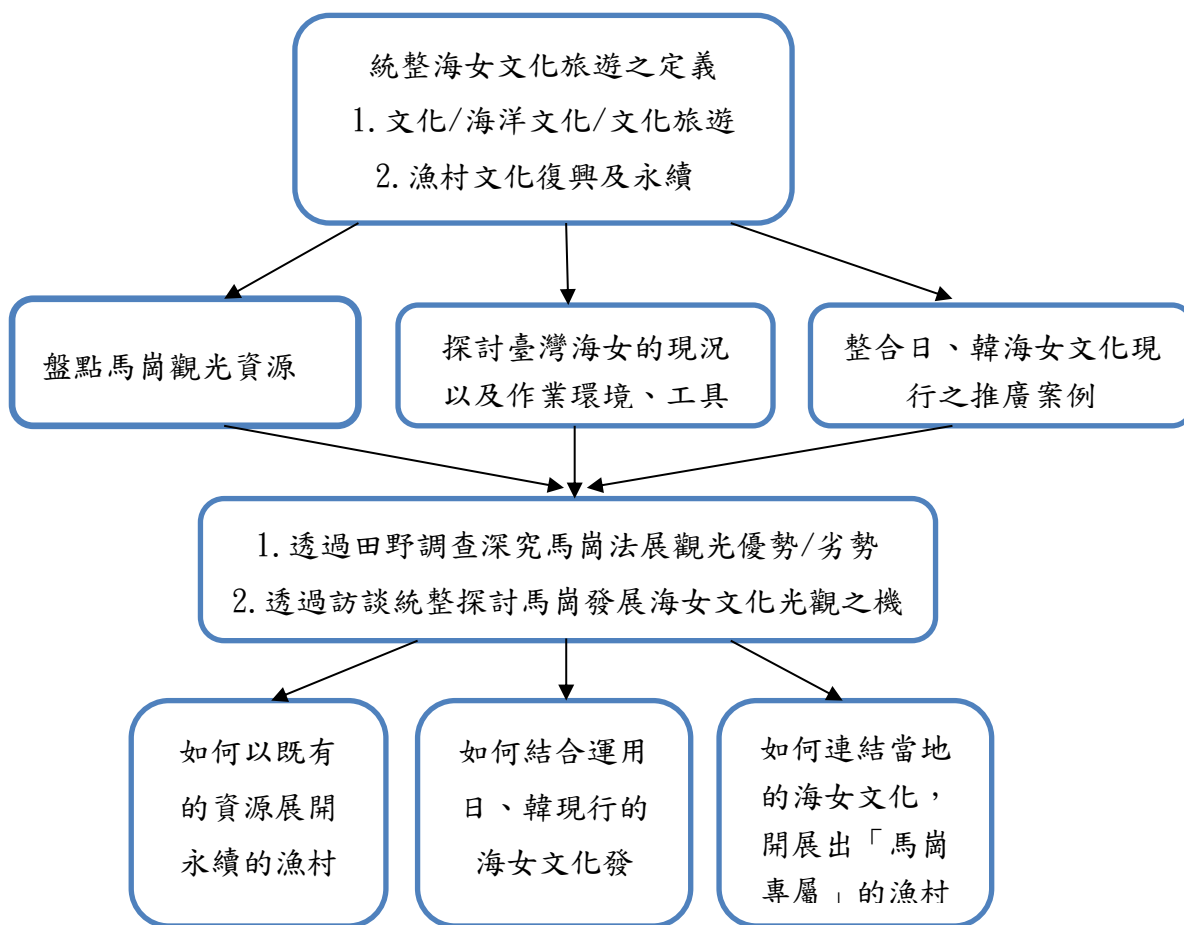 統整海女文化旅遊之定義
1.文化/海洋文化/文化旅遊
2.漁村文化復興及永續
盤點馬崗觀光資源
探討臺灣海女的現況
以及作業環境、工具
整合日、韓海女文化現
行之推廣案例
1.透過田野調查深究馬崗法展觀光優勢/劣勢
2.透過訪談統整探討馬崗發展海女文化光觀之機
如何以既有
的資源展開
永續的漁村
如何結合運用
日、韓現行的
海女文化發
如何連結當地
的海女文化，
開展出「馬崗
專屬」的漁村